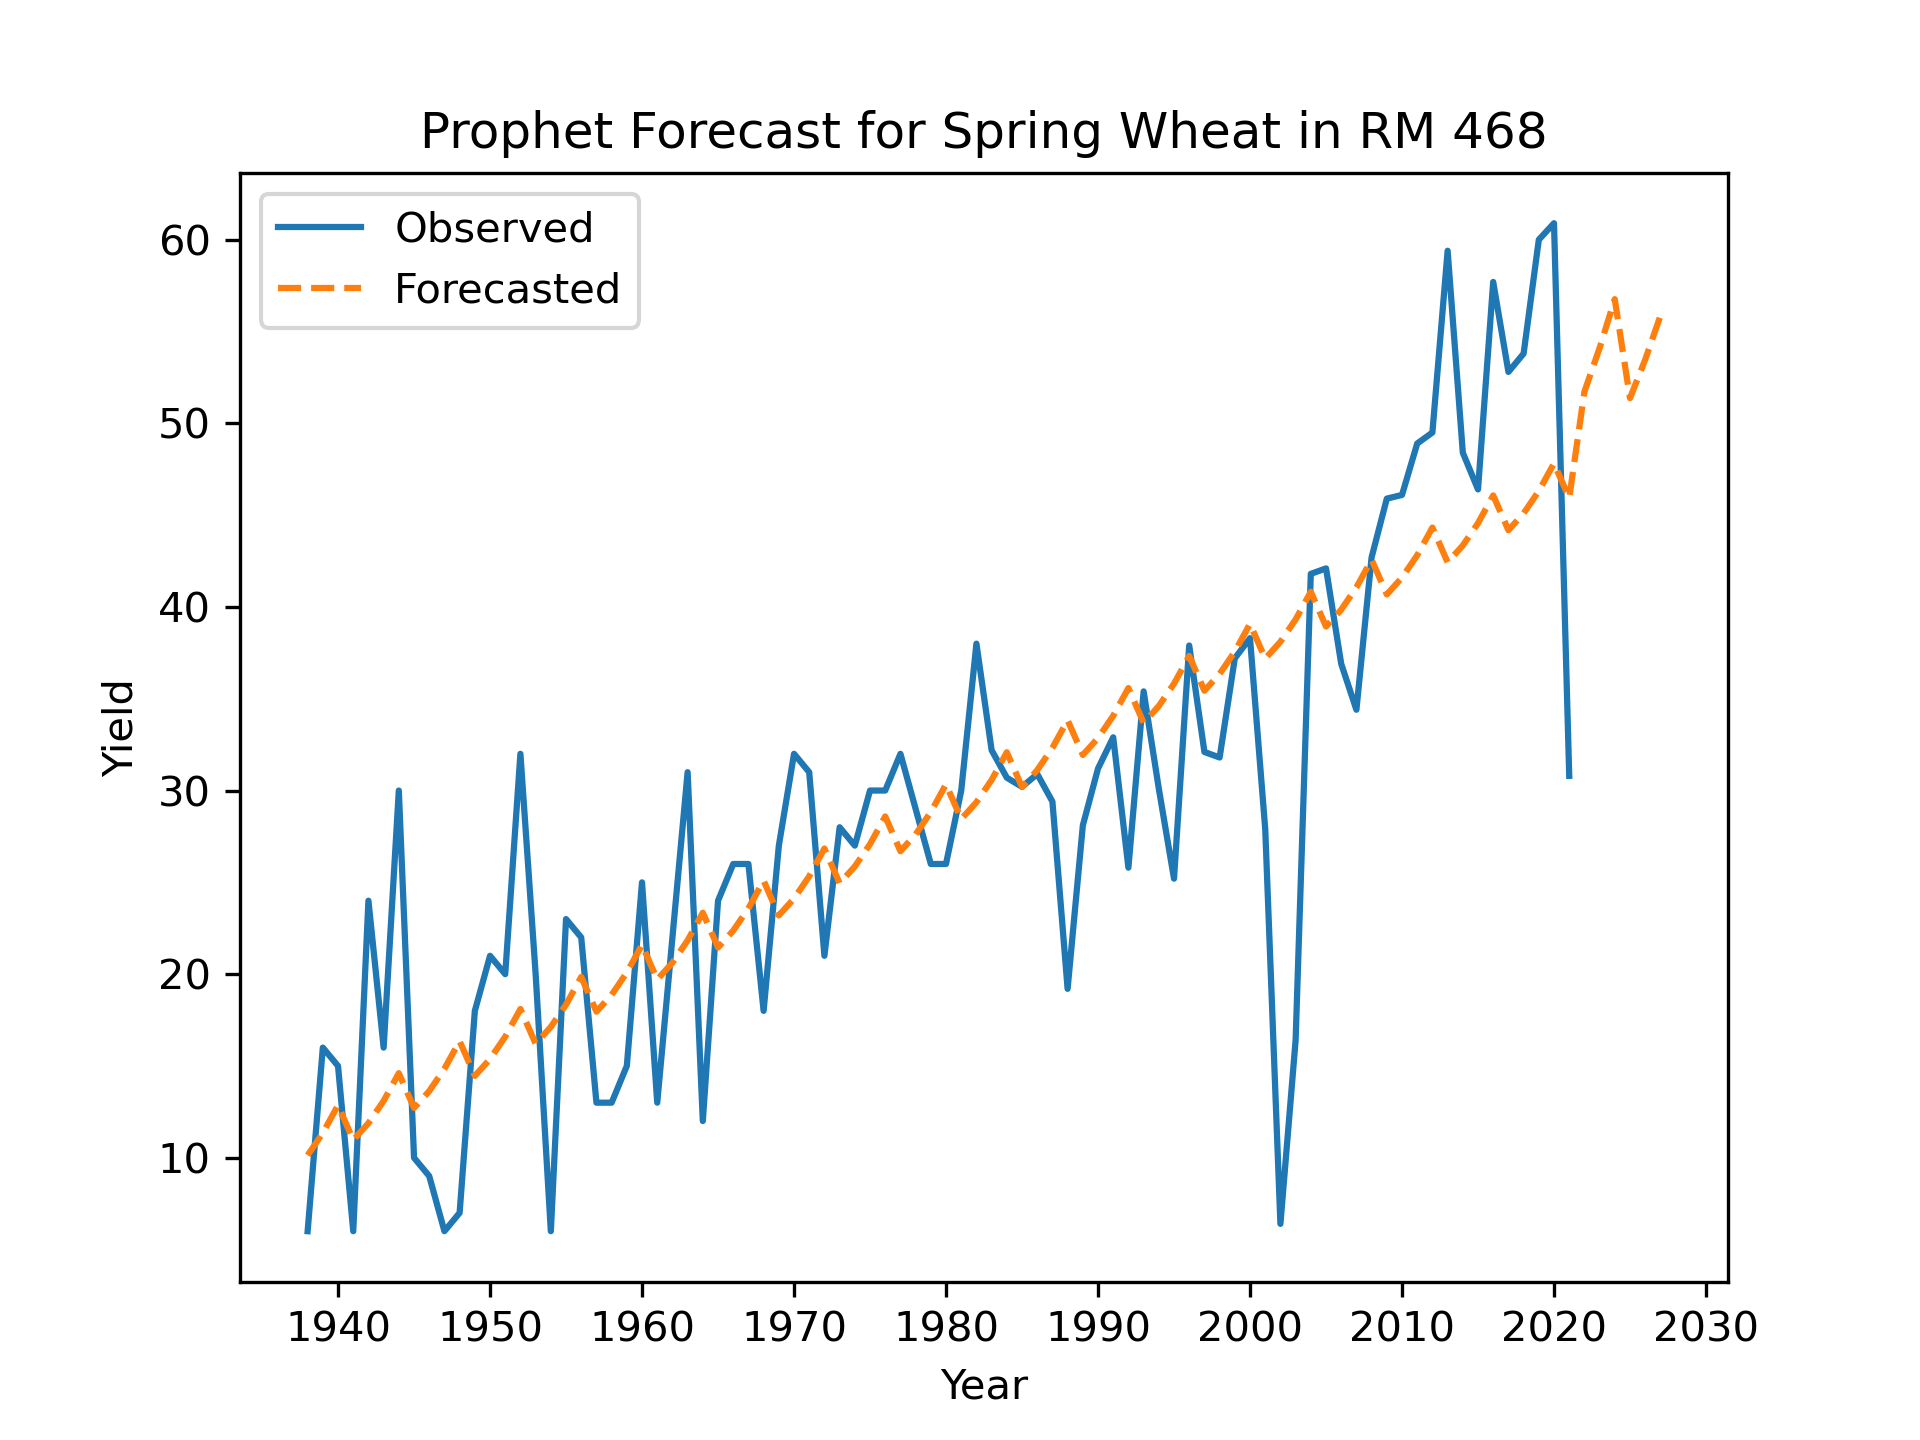 Prophet Forecast for Spring Wheat in RM 468
Observed
Forecasted
60
50
40
30
20
10
Yield
1940 1950 1960 1970 1980 1990 2000 2010 2020 2030
Year